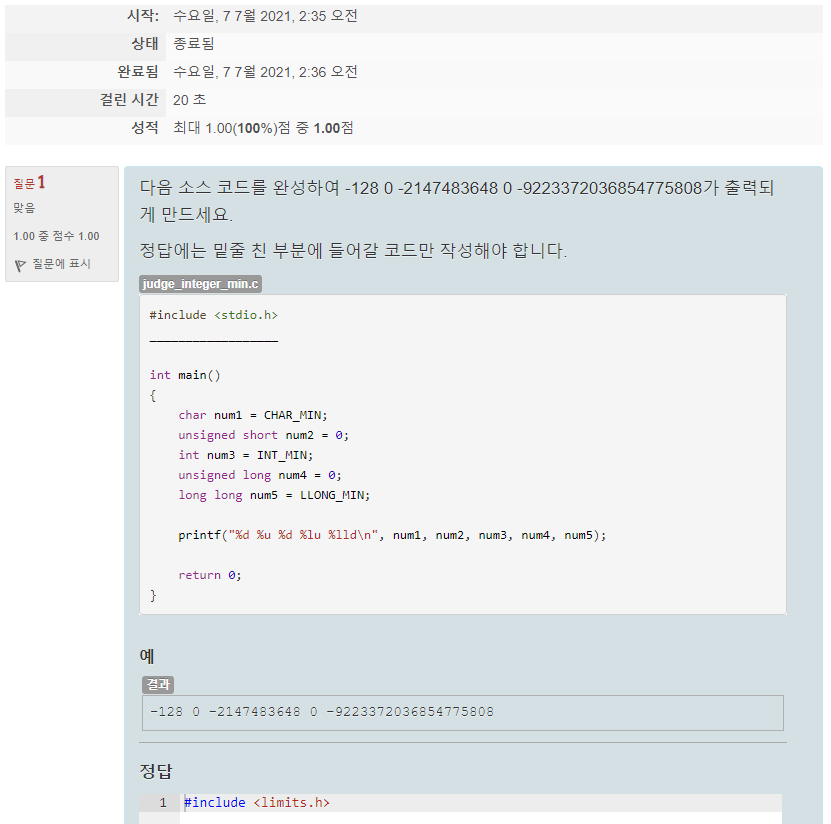 시작: 수요일, 7 7월 2021, 2:35 오전
상태 종료됨
완료됨 수요일, 7 7월 2021, 2:36 오전
걸린 시간 20 초
성적 최대 1.00(100%)점 중 1.00점
질문 1
맞음
1.00 중 점수 1.00
질문에 표시
다음 소스 코드를 완성하여 -128 0 -2147483648 0 -9223372036854775808가 출력되
게 만드세요.
정답에는 밑줄 친 부분에 들어갈 코드만 작성해야 합니다.
judge_integer_min.c
#include <stdio.h>
__________________
int main()
{
    char num1 = CHAR_MIN;
    unsigned short num2 = 0;
    int num3 = INT_MIN;
    unsigned long num4 = 0;
    long long num5 = LLONG_MIN;
    printf("%d %u %d %lu %lld\n", num1, num2, num3, num4, num5);
    return 0;
}
예
결과
-128 0 -2147483648 0 -9223372036854775808
정답
1 #include <limits.h>